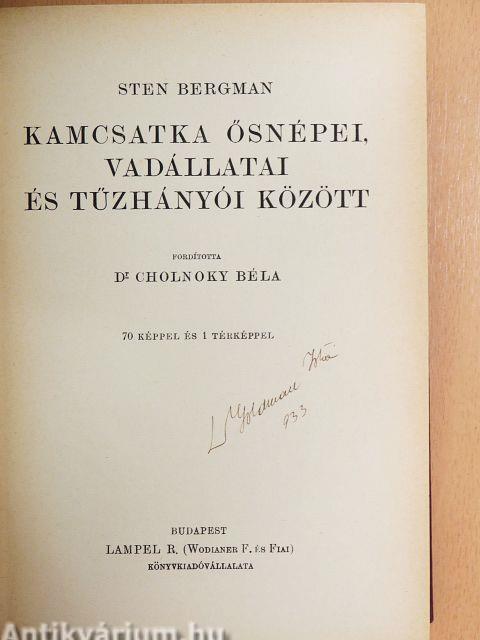 STEN BERGMAN
KAMCSATKA ŐSNÉPEI,
VADÁLLATAI
ÉS TŰZHÁNYÓI KÖZÖTT
FORDÍTOTTA
Dr CHOLNOKY BÉLA
70 KÉPPEL ÉS 1 TÉRKÉPPEL
Goldman
933
BUDAPEST
LAMPEL R. (WODIANER F. ÉS FIAI)
KÖNYVKIADÓVÁLLALATA
Antikvárium.hu